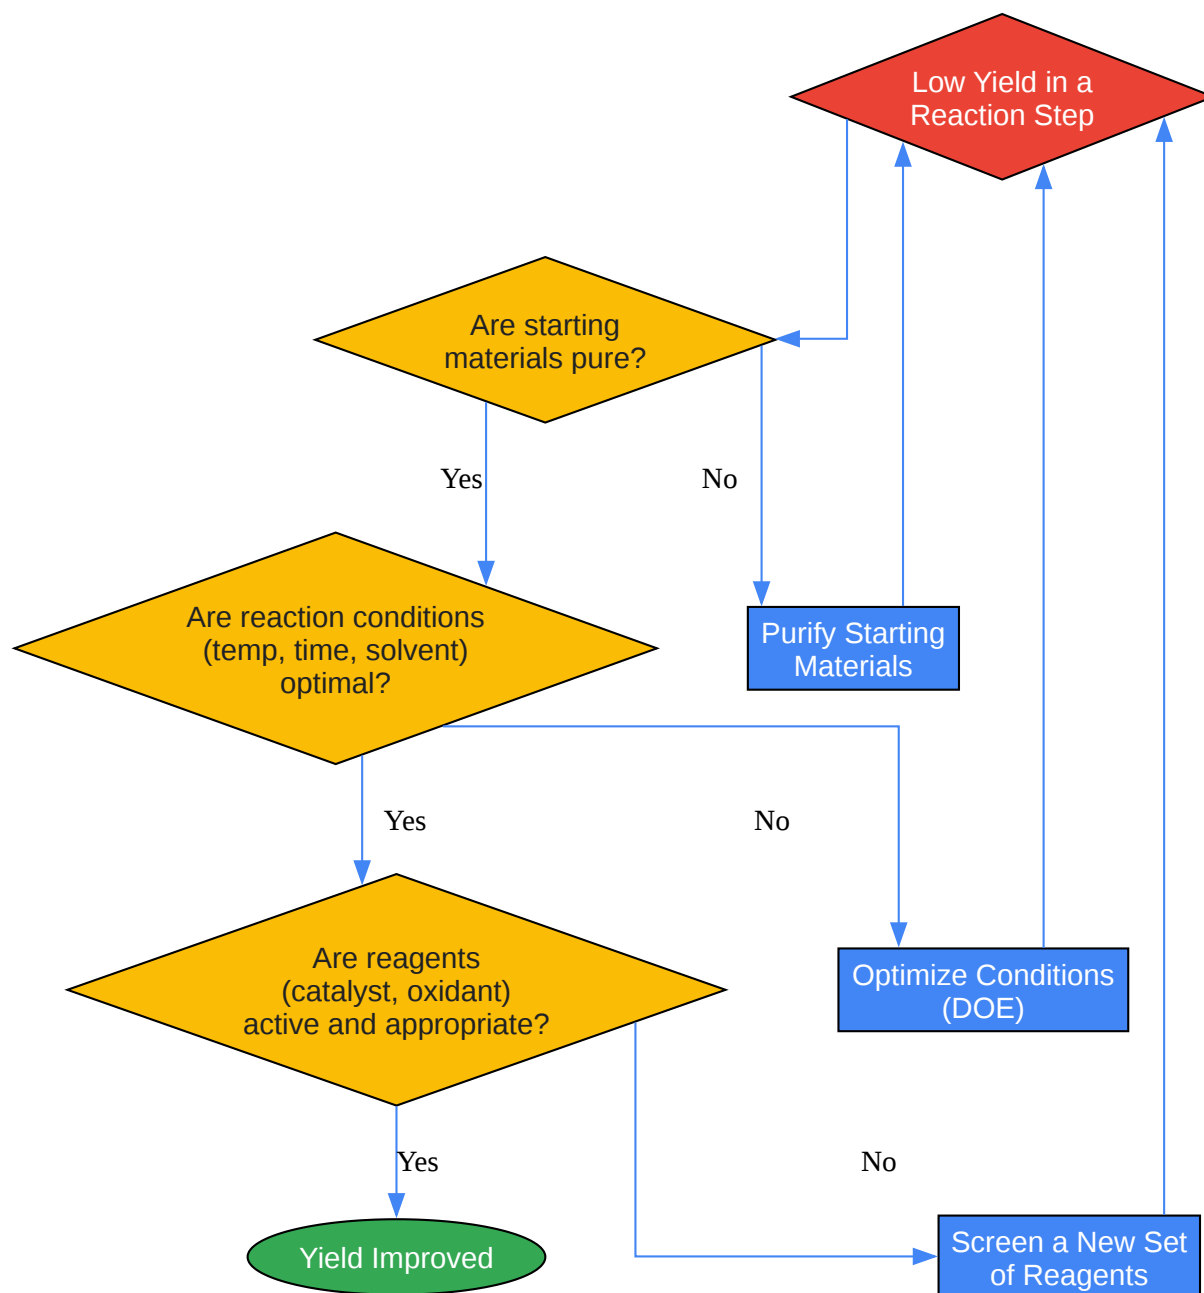 Low Yield in a
Reaction Step
Are starting
materials pure?
Yes
No
Are reaction conditions
(temp, time, solvent)
optimal?
Purify Starting
Materials
Yes
No
Are reagents
(catalyst, oxidant)
active and appropriate?
Optimize Conditions
(DOE)
Yes
No
Yield Improved
Screen a New Set
of Reagents